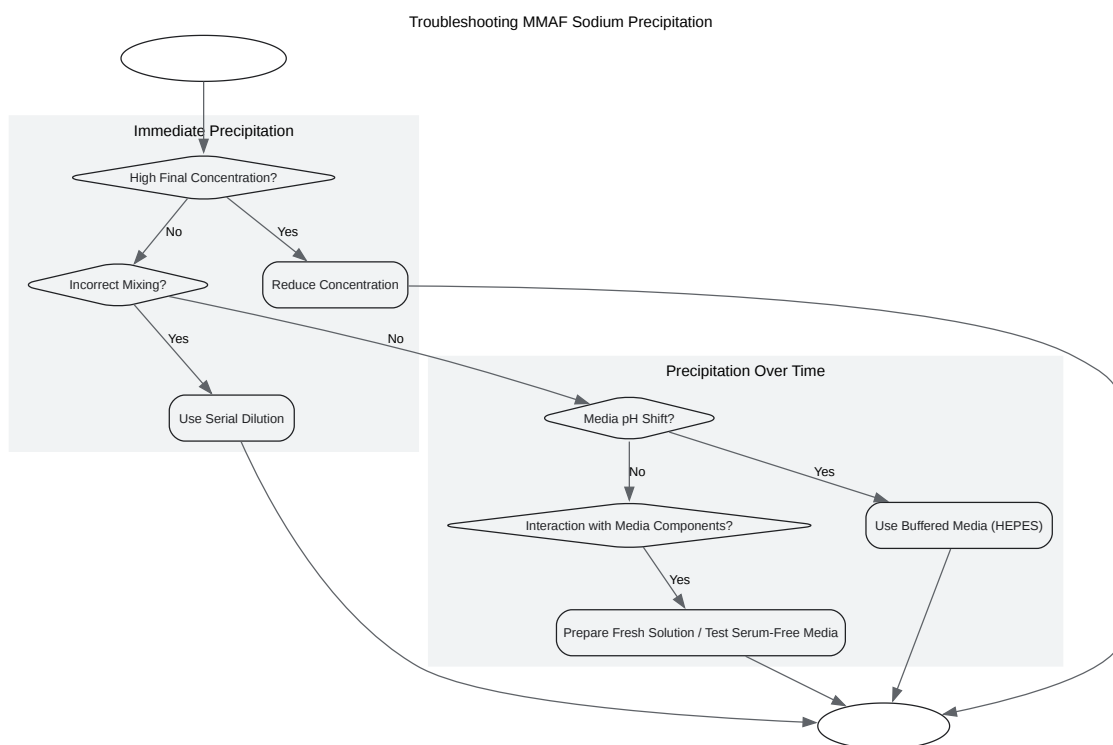 Troubleshooting MMAF Sodium Precipitation
Immediate Precipitation
High Final Concentration?
No
Yes
Incorrect Mixing?
Reduce Concentration
Yes
No
Use Serial Dilution
Precipitation Over Time
Media pH Shift?
No
Yes
Interaction with Media Components?
Use Buffered Media (HEPES)
Yes
Prepare Fresh Solution / Test Serum-Free Media